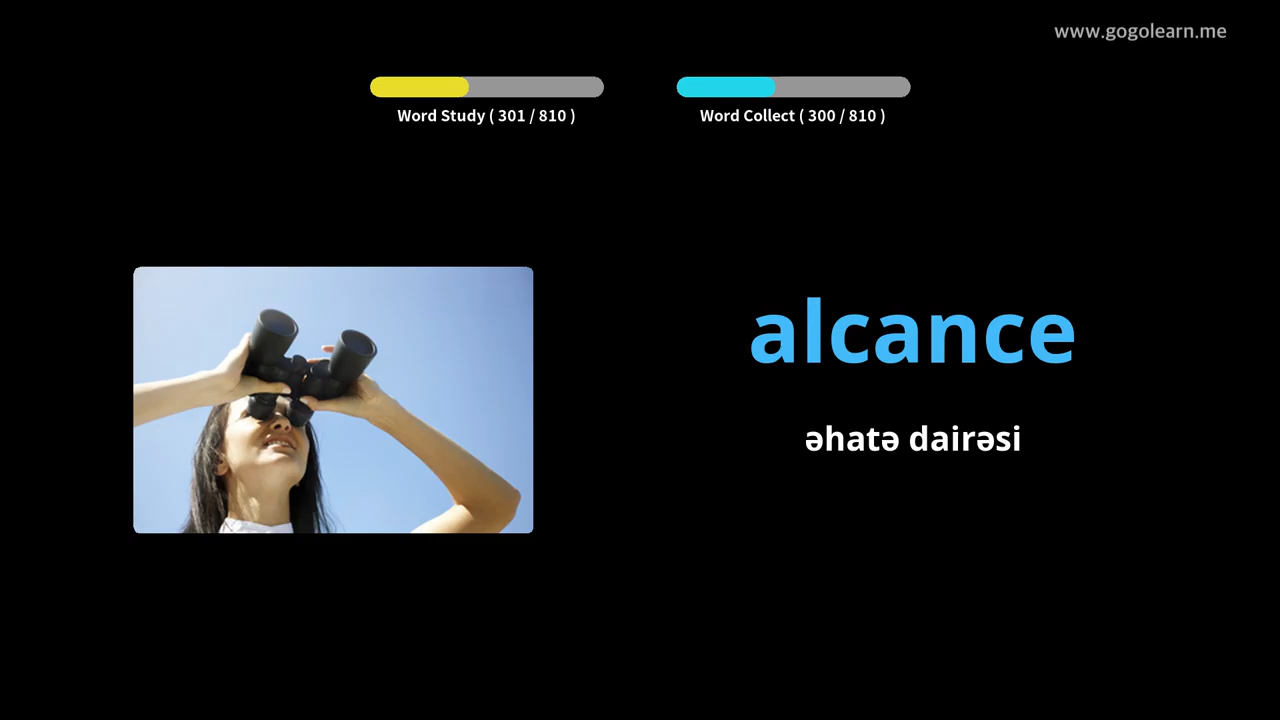 www.gogolearn.me
Word Study ( 301 / 810 )
Word Collect ( 300 / 810 )
alcance
əhatə dairəsi